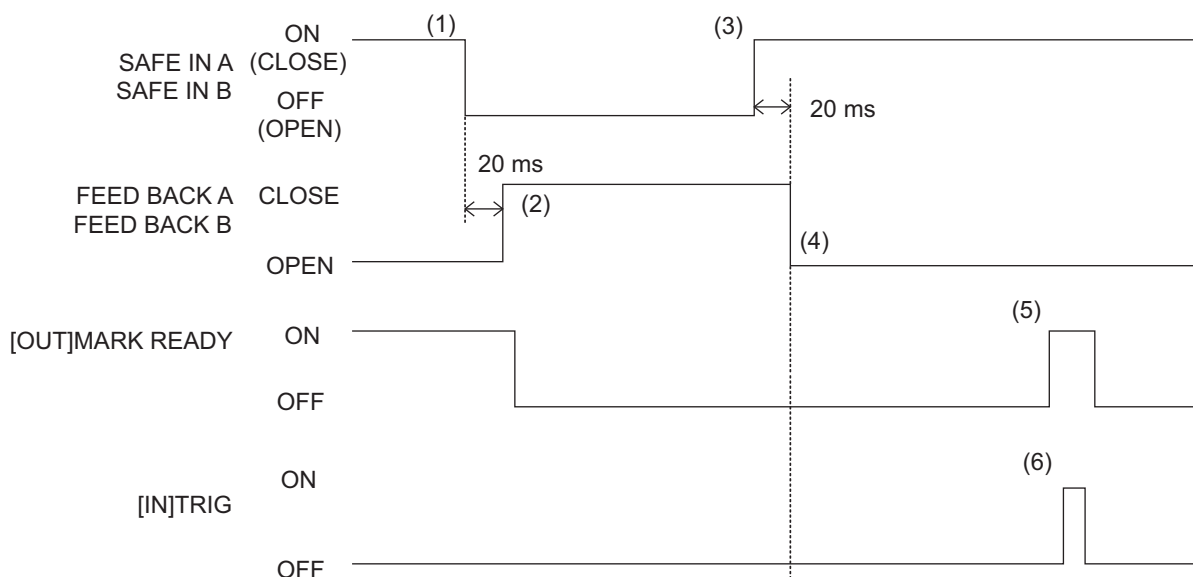 (1)
(3)
ON
(CLOSE)
SAFE IN A
SAFE IN B
OFF
(OPEN)
20 ms
20 ms
FEED BACK A
FEED BACK B
CLOSE
(2)
(4)
OPEN
[OUT]MARK READY
ON
(5)
OFF
(6)
ON
[IN]TRIG
OFF